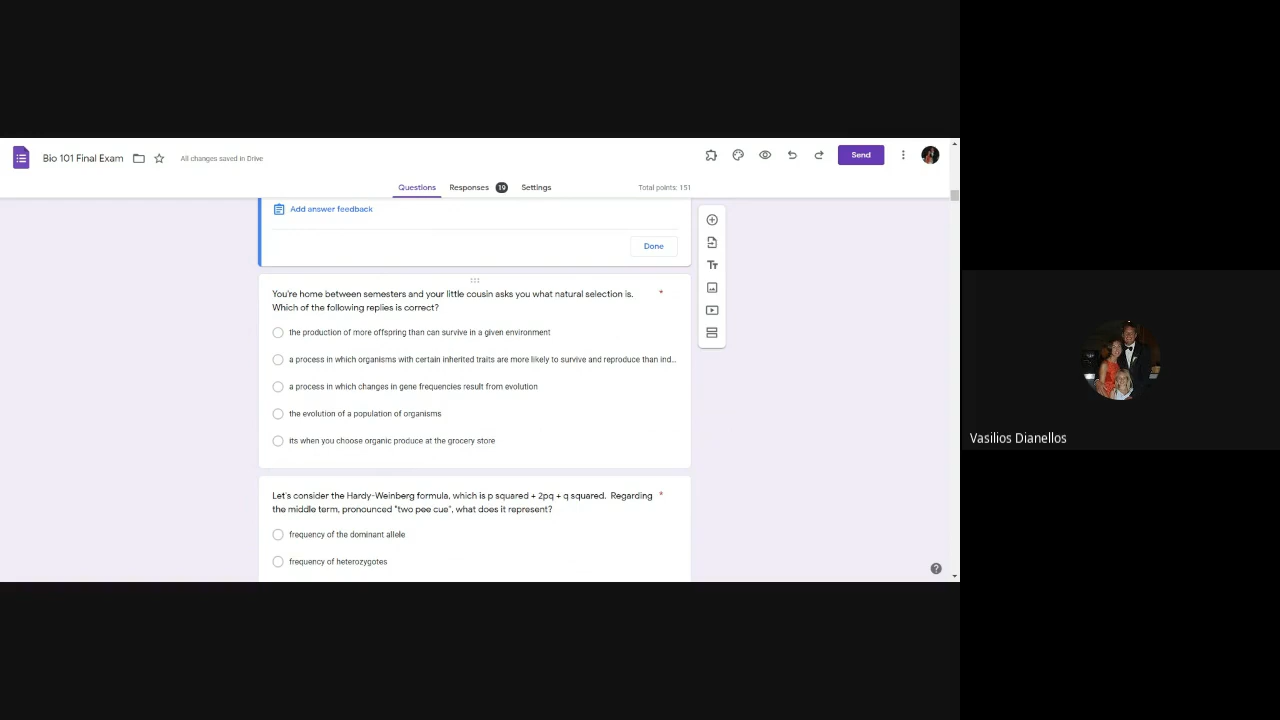 Bio 101 Final Exam
All changes saved in Drive
Send
Questions
Responses 19
Settings
Total points: 151
Add answer feedback
Done
You're home between semesters and your little cousin asks you what natural selection is. *
Which of the following replies is correct?
the production of more offspring than can survive in a given environment
a process in which organisms with certain inherited traits are more likely to survive and reproduce than ind...
a process in which changes in gene frequencies result from evolution
the evolution of a population of organisms
its when you choose organic produce at the grocery store
Let's consider the Hardy-Weinberg formula, which is p squared + 2pq + q squared. Regarding *
the middle term, pronounced "two pee cue", what does it represent?
frequency of the dominant allele
frequency of heterozygotes
Vasilios Dianellos